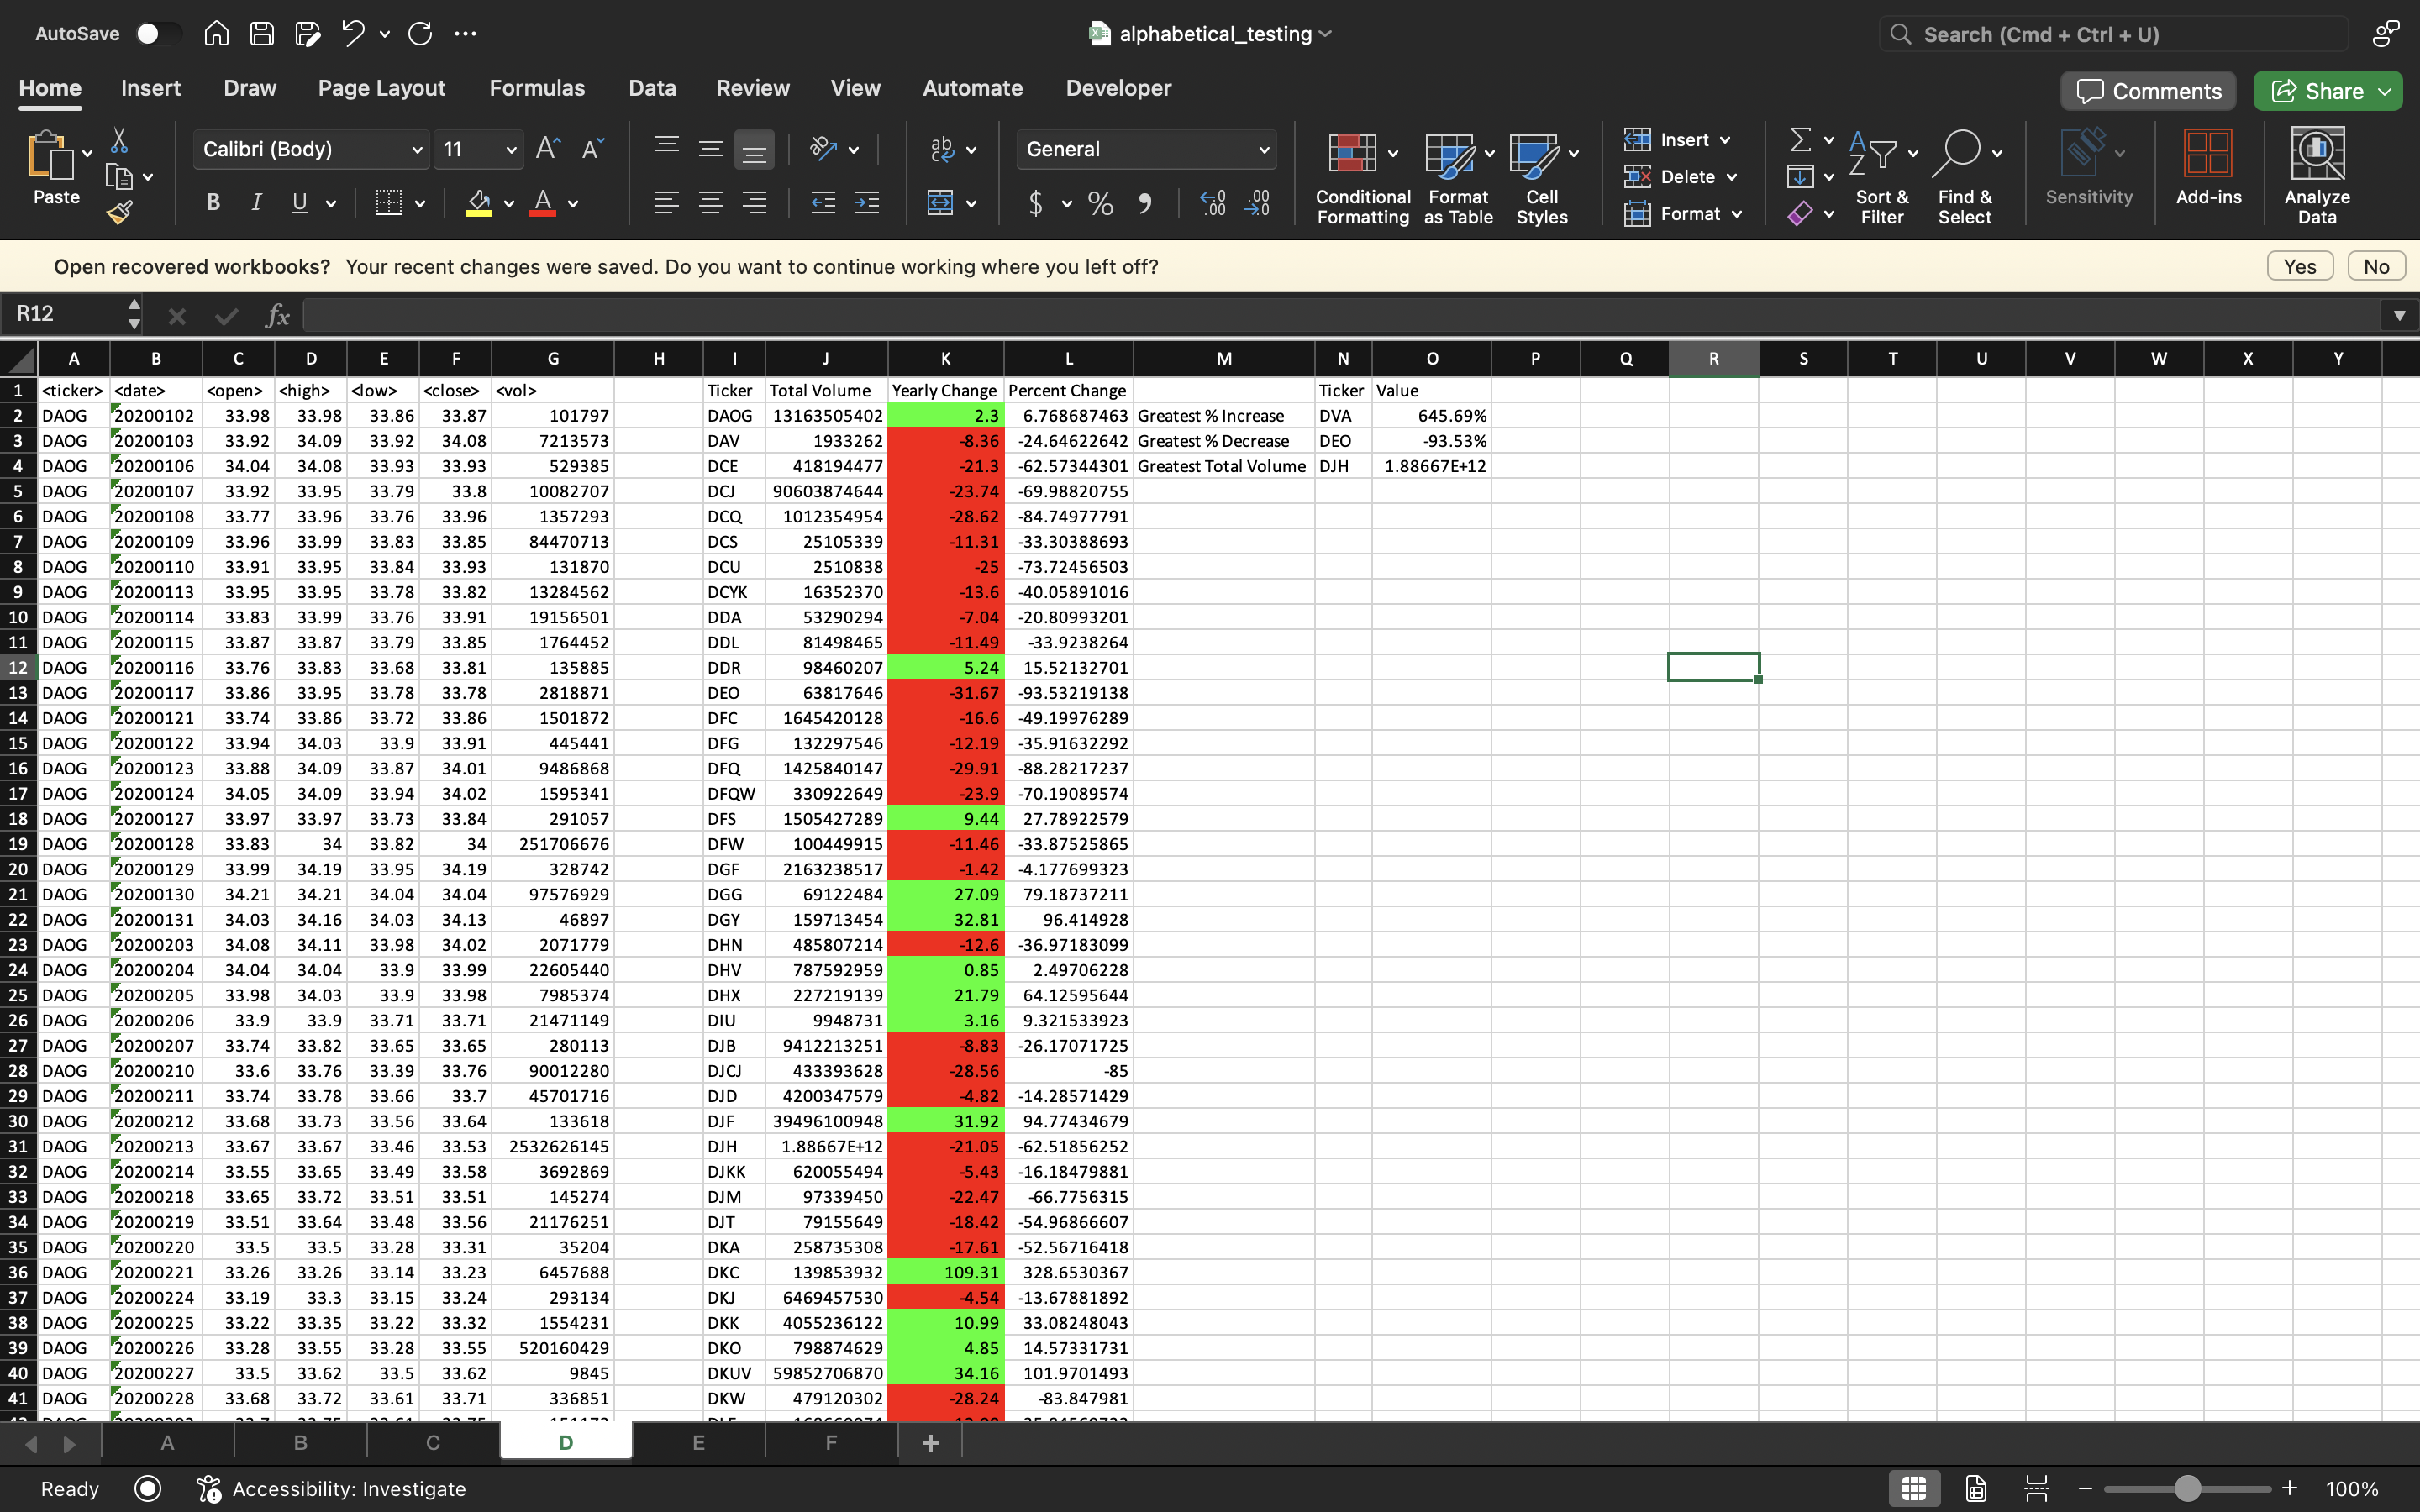 AutoSave
alphabetical_testing
Search (Cmd + Ctrl + U)
Home Insert Draw Page Layout Formulas Data Review View Automate Developer
Comments Share
Paste
Calibri (Body) 11
B I U
ab
General
$ % 9
Conditional Formatting
Format as Table
Cell Styles
Insert
Delete
Format
Sort & Filter
Find & Select
Sensitivity
Add-ins
Analyze Data
Open recovered workbooks? Your recent changes were saved. Do you want to continue working where you left off? Yes No
R12 fx
A B C D E F G H I J K L M N O P Q R S T U V W X Y
1 <ticker> <date> <open> <high> <low> <close> <vol> Ticker Total Volume Yearly Change Percent Change Ticker Value
2 DAOG 20200102 33.98 33.98 33.86 33.87 101797 DAOG 13163505402 2.3 6.768687463 Greatest % Increase DVA 645.69%
3 DAOG 20200103 33.92 34.09 33.92 34.08 7213573 DAV 1933262 -8.36 -24.64622642 Greatest % Decrease DEO -93.53%
4 DAOG 20200106 34.04 34.08 33.93 33.93 529385 DCE 418194477 -21.3 -62.57344301 Greatest Total Volume DJH 1.88667E+12
5 DAOG 20200107 33.92 33.95 33.79 33.8 10082707 DCJ 90603874644 -23.74 -69.98820755
6 DAOG 20200108 33.77 33.96 33.76 33.96 1357293 DCQ 1012354954 -28.62 -84.74977791
7 DAOG 20200109 33.96 33.99 33.83 33.85 84470713 DCS 25105339 -11.31 -33.30388693
8 DAOG 20200110 33.91 33.95 33.84 33.93 131870 DCU 2510838 -25 -73.72456503
9 DAOG 20200113 33.95 33.95 33.78 33.82 13284562 DCYK 16352370 -13.6 -40.05891016
10 DAOG 20200114 33.83 33.99 33.76 33.91 19156501 DDA 53290294 -7.04 -20.80993201
11 DAOG 20200115 33.87 33.87 33.79 33.85 1764452 DDL 81498465 -11.49 -33.9238264
12 DAOG 20200116 33.76 33.83 33.68 33.81 135885 DDR 98460207 5.24 15.52132701
13 DAOG 20200117 33.86 33.95 33.78 33.78 2818871 DEO 63817646 -31.67 -93.53219138
14 DAOG 20200121 33.74 33.86 33.72 33.86 1501872 DFC 1645420128 -16.6 -49.19976289
15 DAOG 20200122 33.94 34.03 33.9 33.91 445441 DFG 132297546 -12.19 -35.91632292
16 DAOG 20200123 33.88 34.09 33.87 34.01 9486868 DFQ 1425840147 -29.91 -88.28217237
17 DAOG 20200124 34.05 34.09 33.94 34.02 1595341 DFQW 330922649 -23.9 -70.19089574
18 DAOG 20200127 33.97 33.97 33.73 33.84 291057 DFS 1505427289 9.44 27.78922579
19 DAOG 20200128 33.83 34 33.82 34 251706676 DFW 100449915 -11.46 -33.87525865
20 DAOG 20200129 33.99 34.19 33.95 34.19 328742 DGF 2163238517 -1.42 -4.177699323
21 DAOG 20200130 34.21 34.21 34.04 34.04 97576929 DGG 69122484 27.09 79.18737211
22 DAOG 20200131 34.03 34.16 34.03 34.13 46897 DGY 159713454 32.81 96.414928
23 DAOG 20200203 34.08 34.11 33.98 34.02 2071779 DHN 485807214 -12.6 -36.97183099
24 DAOG 20200204 34.04 34.04 33.9 33.99 22605440 DHV 787592959 0.85 2.49706228
25 DAOG 20200205 33.98 34.03 33.9 33.98 7985374 DHX 227219139 21.79 64.12595644
26 DAOG 20200206 33.9 33.9 33.71 33.71 21471149 DIU 9948731 3.16 9.321533923
27 DAOG 20200207 33.74 33.82 33.65 33.65 280113 DJB 9412213251 -8.83 -26.17071725
28 DAOG 20200210 33.6 33.76 33.39 33.76 90012280 DJCJ 433393628 -28.56 -85
29 DAOG 20200211 33.74 33.78 33.66 33.7 45701716 DJD 4200347579 -4.82 -14.28571429
30 DAOG 20200212 33.68 33.73 33.56 33.64 133618 DJF 39496100948 31.92 94.77434679
31 DAOG 20200213 33.67 33.67 33.46 33.53 2532626145 DJH 1.88667E+12 -21.05 -62.51856252
32 DAOG 20200214 33.55 33.65 33.49 33.58 3692869 DJKK 620055494 -5.43 -16.18479881
33 DAOG 20200218 33.65 33.72 33.51 33.51 145274 DJM 97339450 -22.47 -66.7756315
34 DAOG 20200219 33.51 33.64 33.48 33.56 21176251 DJT 79155649 -18.42 -54.96866607
35 DAOG 20200220 33.5 33.5 33.28 33.31 35204 DKA 258735308 -17.61 -52.56716418
36 DAOG 20200221 33.26 33.26 33.14 33.23 6457688 DKC 139853932 109.31 328.6530367
37 DAOG 20200224 33.19 33.3 33.15 33.24 293134 DKJ 6469457530 -4.54 -13.67881892
38 DAOG 20200225 33.22 33.35 33.22 33.32 1554231 DKK 4055236122 10.99 33.08248043
39 DAOG 20200226 33.28 33.55 33.28 33.55 520160429 DKO 798874629 4.85 14.57331731
40 DAOG 20200227 33.5 33.62 33.5 33.62 9845 DKUV 59852706870 34.16 101.9701493
41 DAOG 20200228 33.68 33.72 33.61 33.71 336851 DKW 479120302 -28.24 -83.847981
A B C D E F +
Ready Accessibility: Investigate 100%